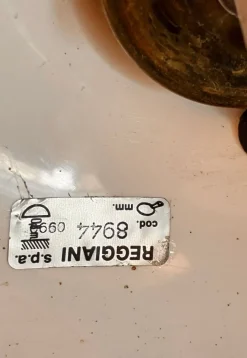 REGGIANI s.p.a.
cod. 8944
mm.